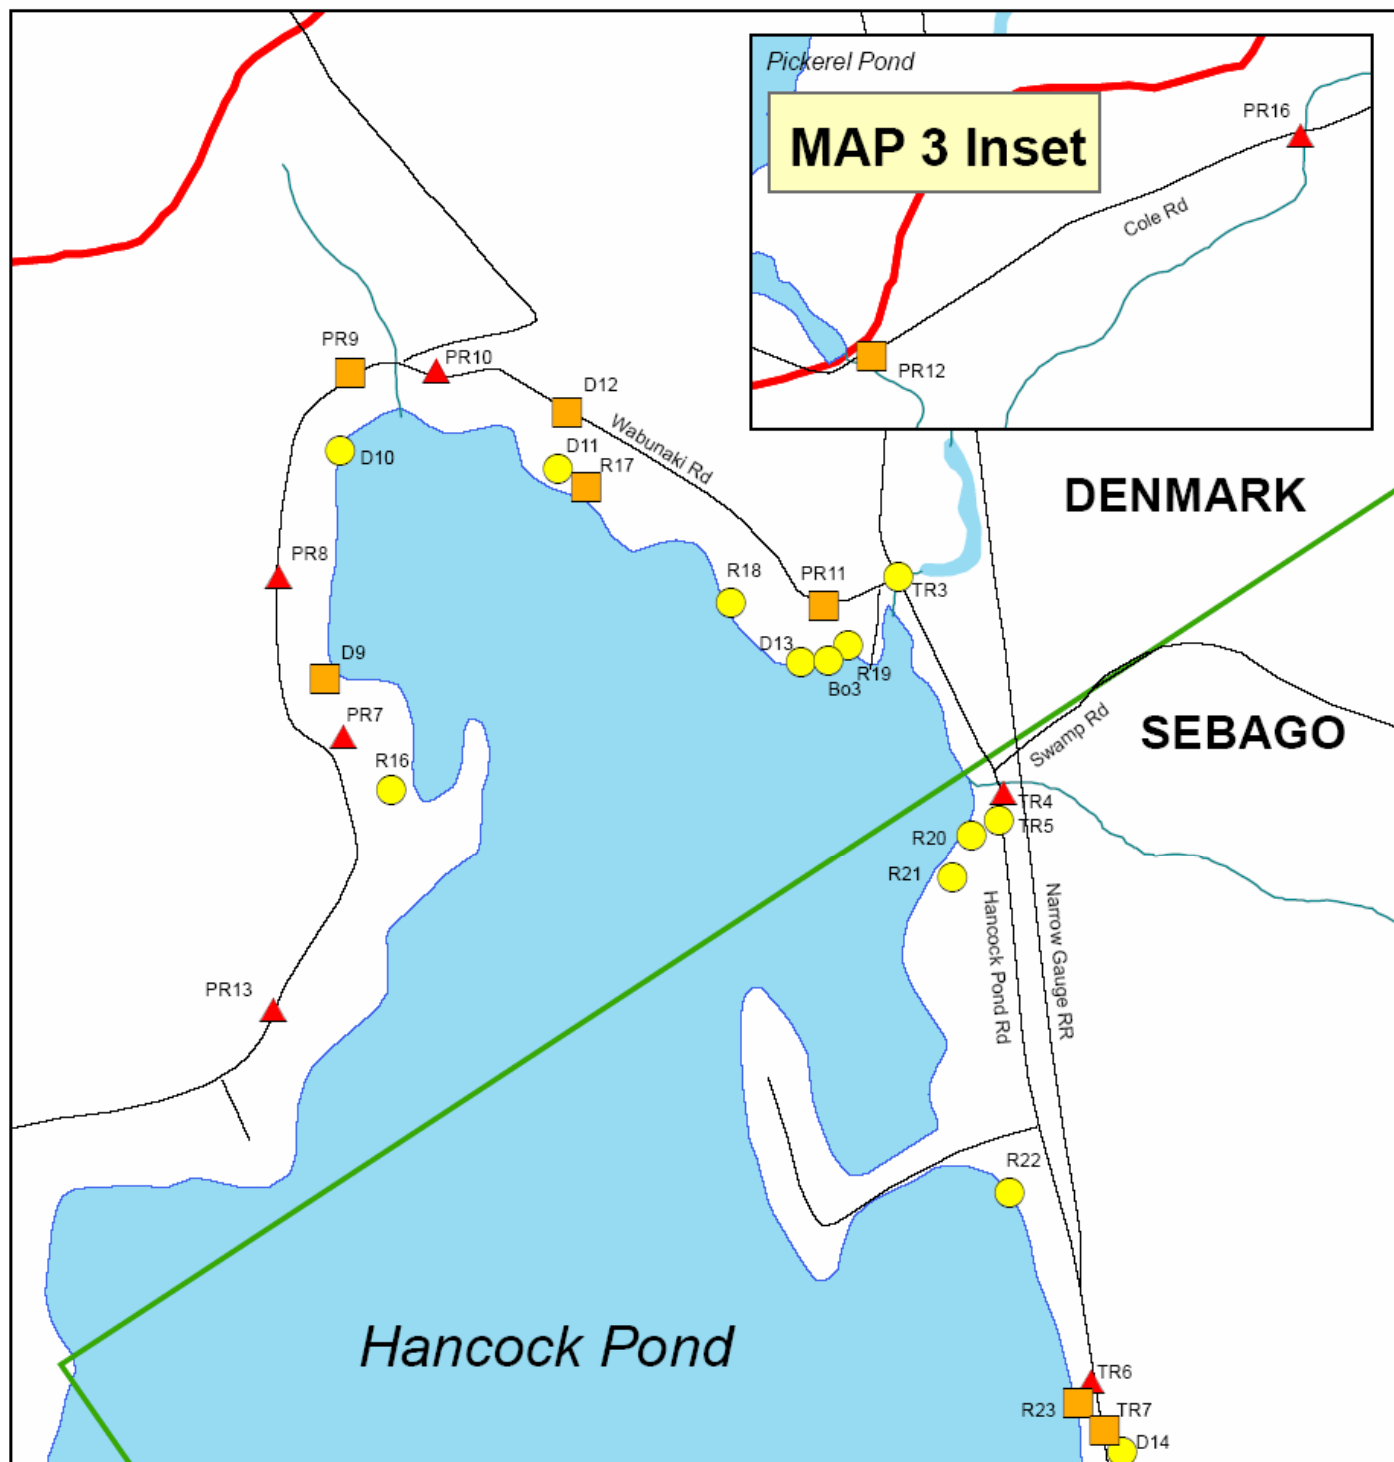 Pickerel Pond
MAP 3 Inset
PR16
Cole Rd
PR12
PR9
PR10
D12
Wabunaki Rd
D10
D11
R17
DENMARK
PR8
R18
PR11
TR3
D9
D13
R19
Bo3
PR7
Swamp Rd
SEBAGO
R16
TR4
TR5
R20
R21
Hancock Pond Rd
Narrow Gauge RR
PR13
R22
Hancock Pond
TR6
R23
TR7
D14